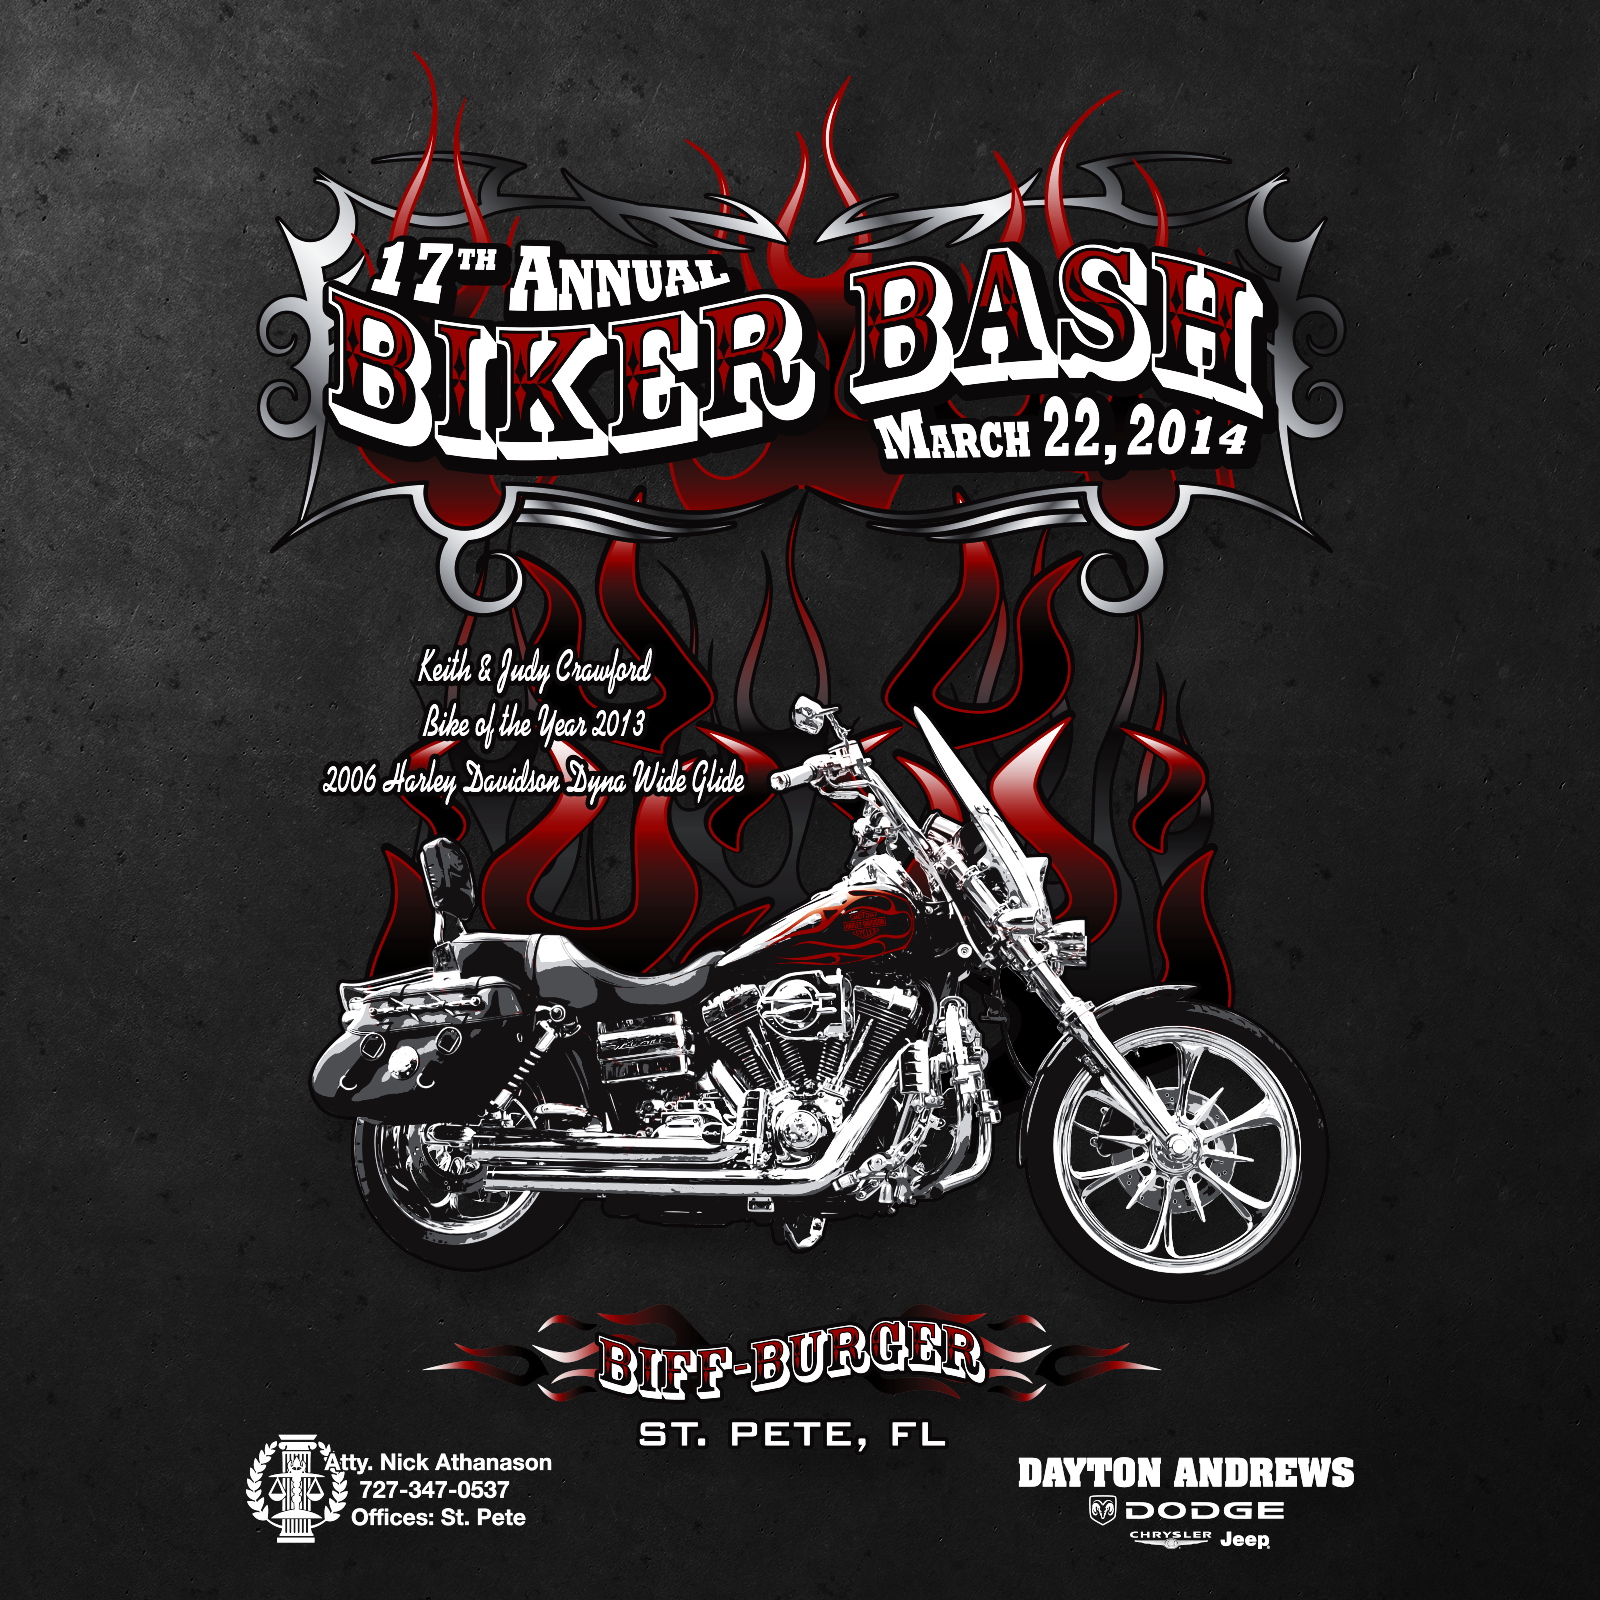 17TH ANNUAL
BIKER BASH
MARCH 22, 2014
Keith & Judy Crawford
Bike of the Year 2013
2006 Harley Davidson Dyna Wide Glide
BIFF-BURGER
ST. PETE, FL
Atty. Nick Athanason
727-347-0537
Offices: St. Pete
DAYTON ANDREWS
DODGE
CHRYSLER Jeep